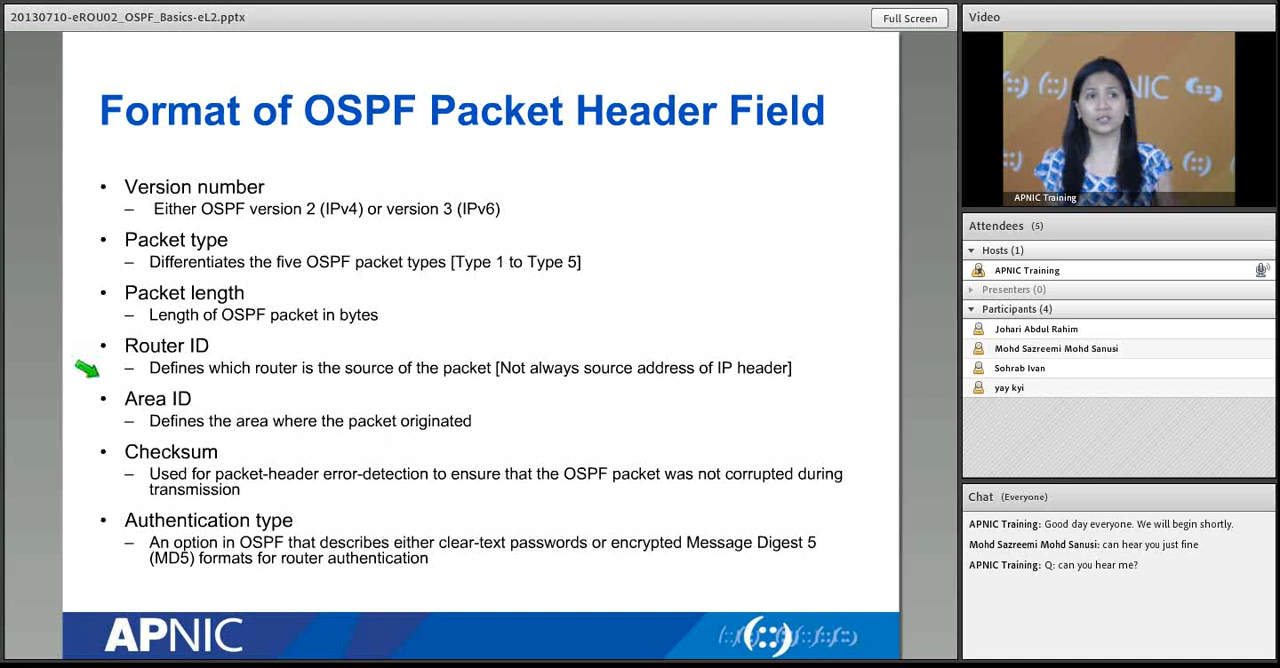 20130710-eROU02_OSPF_Basics-eL2.pptx
Full Screen
Format of OSPF Packet Header Field
• Version number
– Either OSPF version 2 (IPv4) or version 3 (IPv6)
• Packet type
– Differentiates the five OSPF packet types [Type 1 to Type 5]
• Packet length
– Length of OSPF packet in bytes
• Router ID
– Defines which router is the source of the packet [Not always source address of IP header]
• Area ID
– Defines the area where the packet originated
• Checksum
– Used for packet-header error-detection to ensure that the OSPF packet was not corrupted during
transmission
• Authentication type
– An option in OSPF that describes either clear-text passwords or encrypted Message Digest 5
(MD5) formats for router authentication
APNIC
Video
NIC
APNIC Training
Attendees (5)
Hosts (1)
APNIC Training
Presenters (0)
Participants (4)
Johari Abdul Rahim
Mohd Sazreemi Mohd Sanusi
Sohrab Ivan
yay kyi
Chat (Everyone)
APNIC Training: Good day everyone. We will begin shortly.
Mohd Sazreemi Mohd Sanusi: can hear you just fine
APNIC Training: Q: can you hear me?